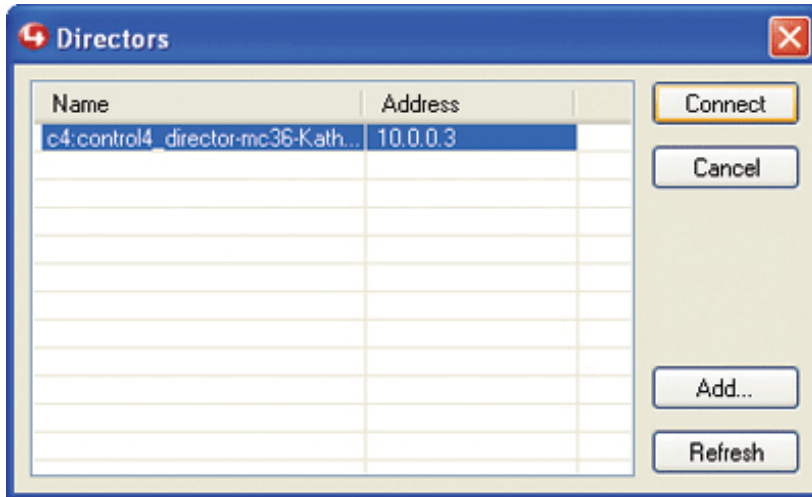 Directors
Name Address
c4:control4_director-mc36-Kath... 10.0.0.3
Connect
Cancel
Add...
Refresh